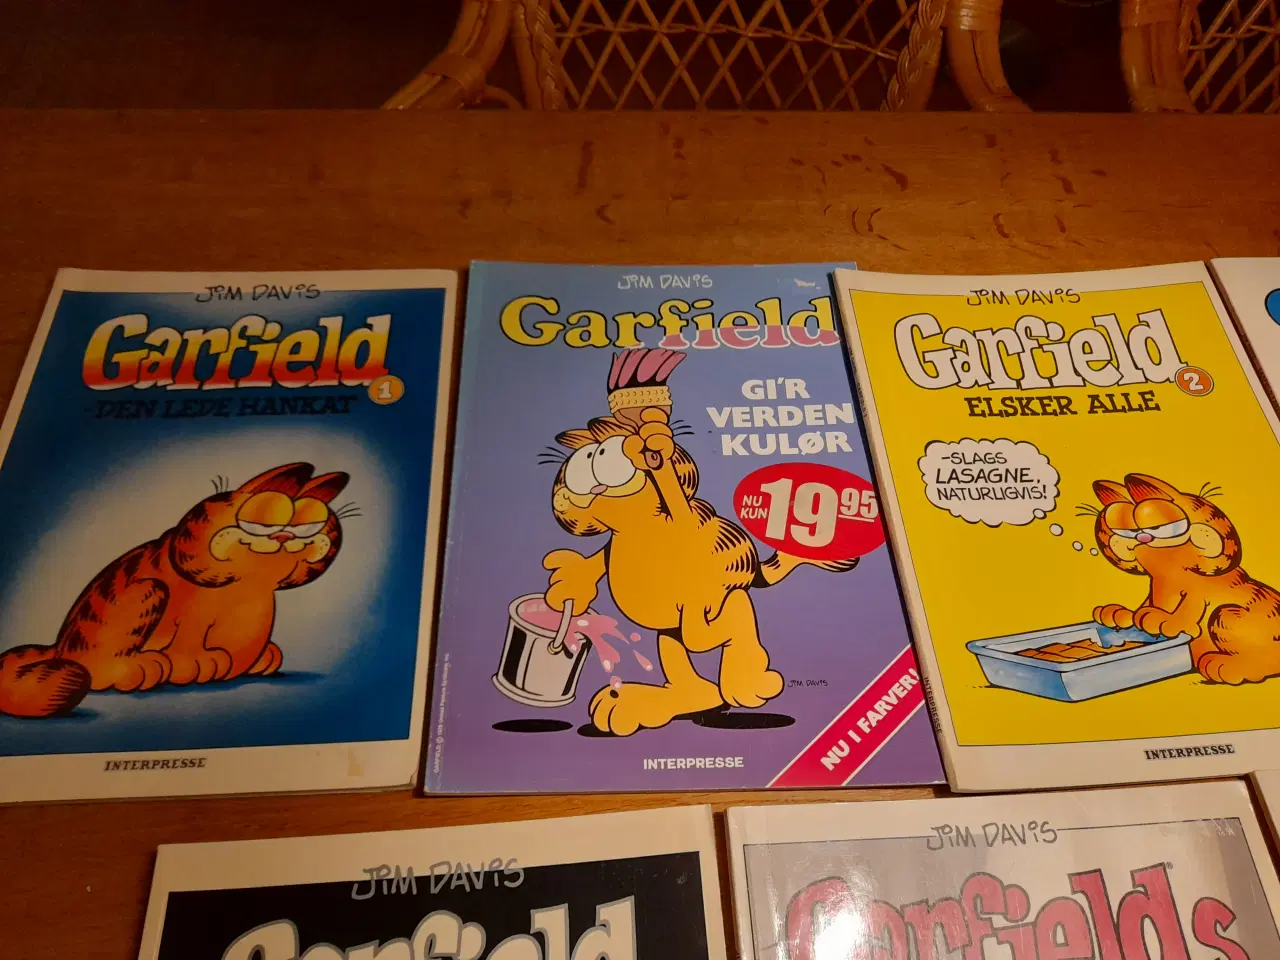 JIM DAVIS
Garfield
1
-DEN LEDE HANKAT
INTERPRESSE
JIM DAVIS
Garfield
GI'R
VERDEN
KULØR
NU
KUN
19 95
JIM DAVIS
NU I FARVER!
INTERPRESSE
JIM DAVIS
Garfield
2
ELSKER ALLE
-SLAGS
LASAGNE,
NATURLIGVIS!
INTERPRESSE
INTERPRESSE
JIM DAVIS
Garfield
JIM DAVIS
Garfields